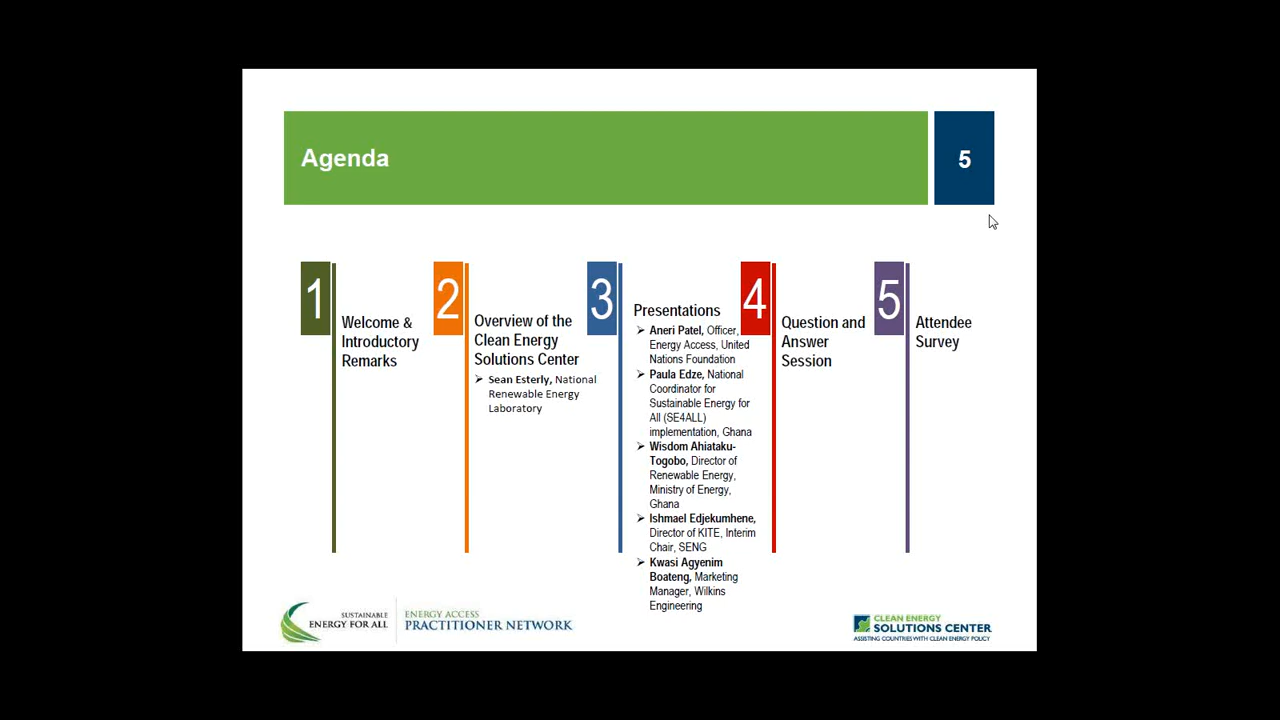 Agenda
5
1
Welcome &
Introductory
Remarks
2
Overview of the
Clean Energy
Solutions Center
➢ Sean Esterly, National
Renewable Energy
Laboratory
3
Presentations
➢ Aneri Patel, Officer,
Energy Access, United
Nations Foundation
➢ Paula Edze, National
Coordinator for
Sustainable Energy for
All (SE4ALL)
implementation, Ghana
➢ Wisdom Ahiataku-
Togobo, Director of
Renewable Energy,
Ministry of Energy,
Ghana
➢ Ishmael Edjekumhene,
Director of KITE, Interim
Chair, SENG
➢ Kwasi Agyenim
Boateng, Marketing
Manager, Wilkins
Engineering
4
Question and
Answer
Session
5
Attendee
Survey
SUSTAINABLE
ENERGY FOR ALL
ENERGY ACCESS
PRACTITIONER NETWORK
CLEAN ENERGY
SOLUTIONS CENTER
ASSISTING COUNTRIES WITH CLEAN ENERGY POLICY